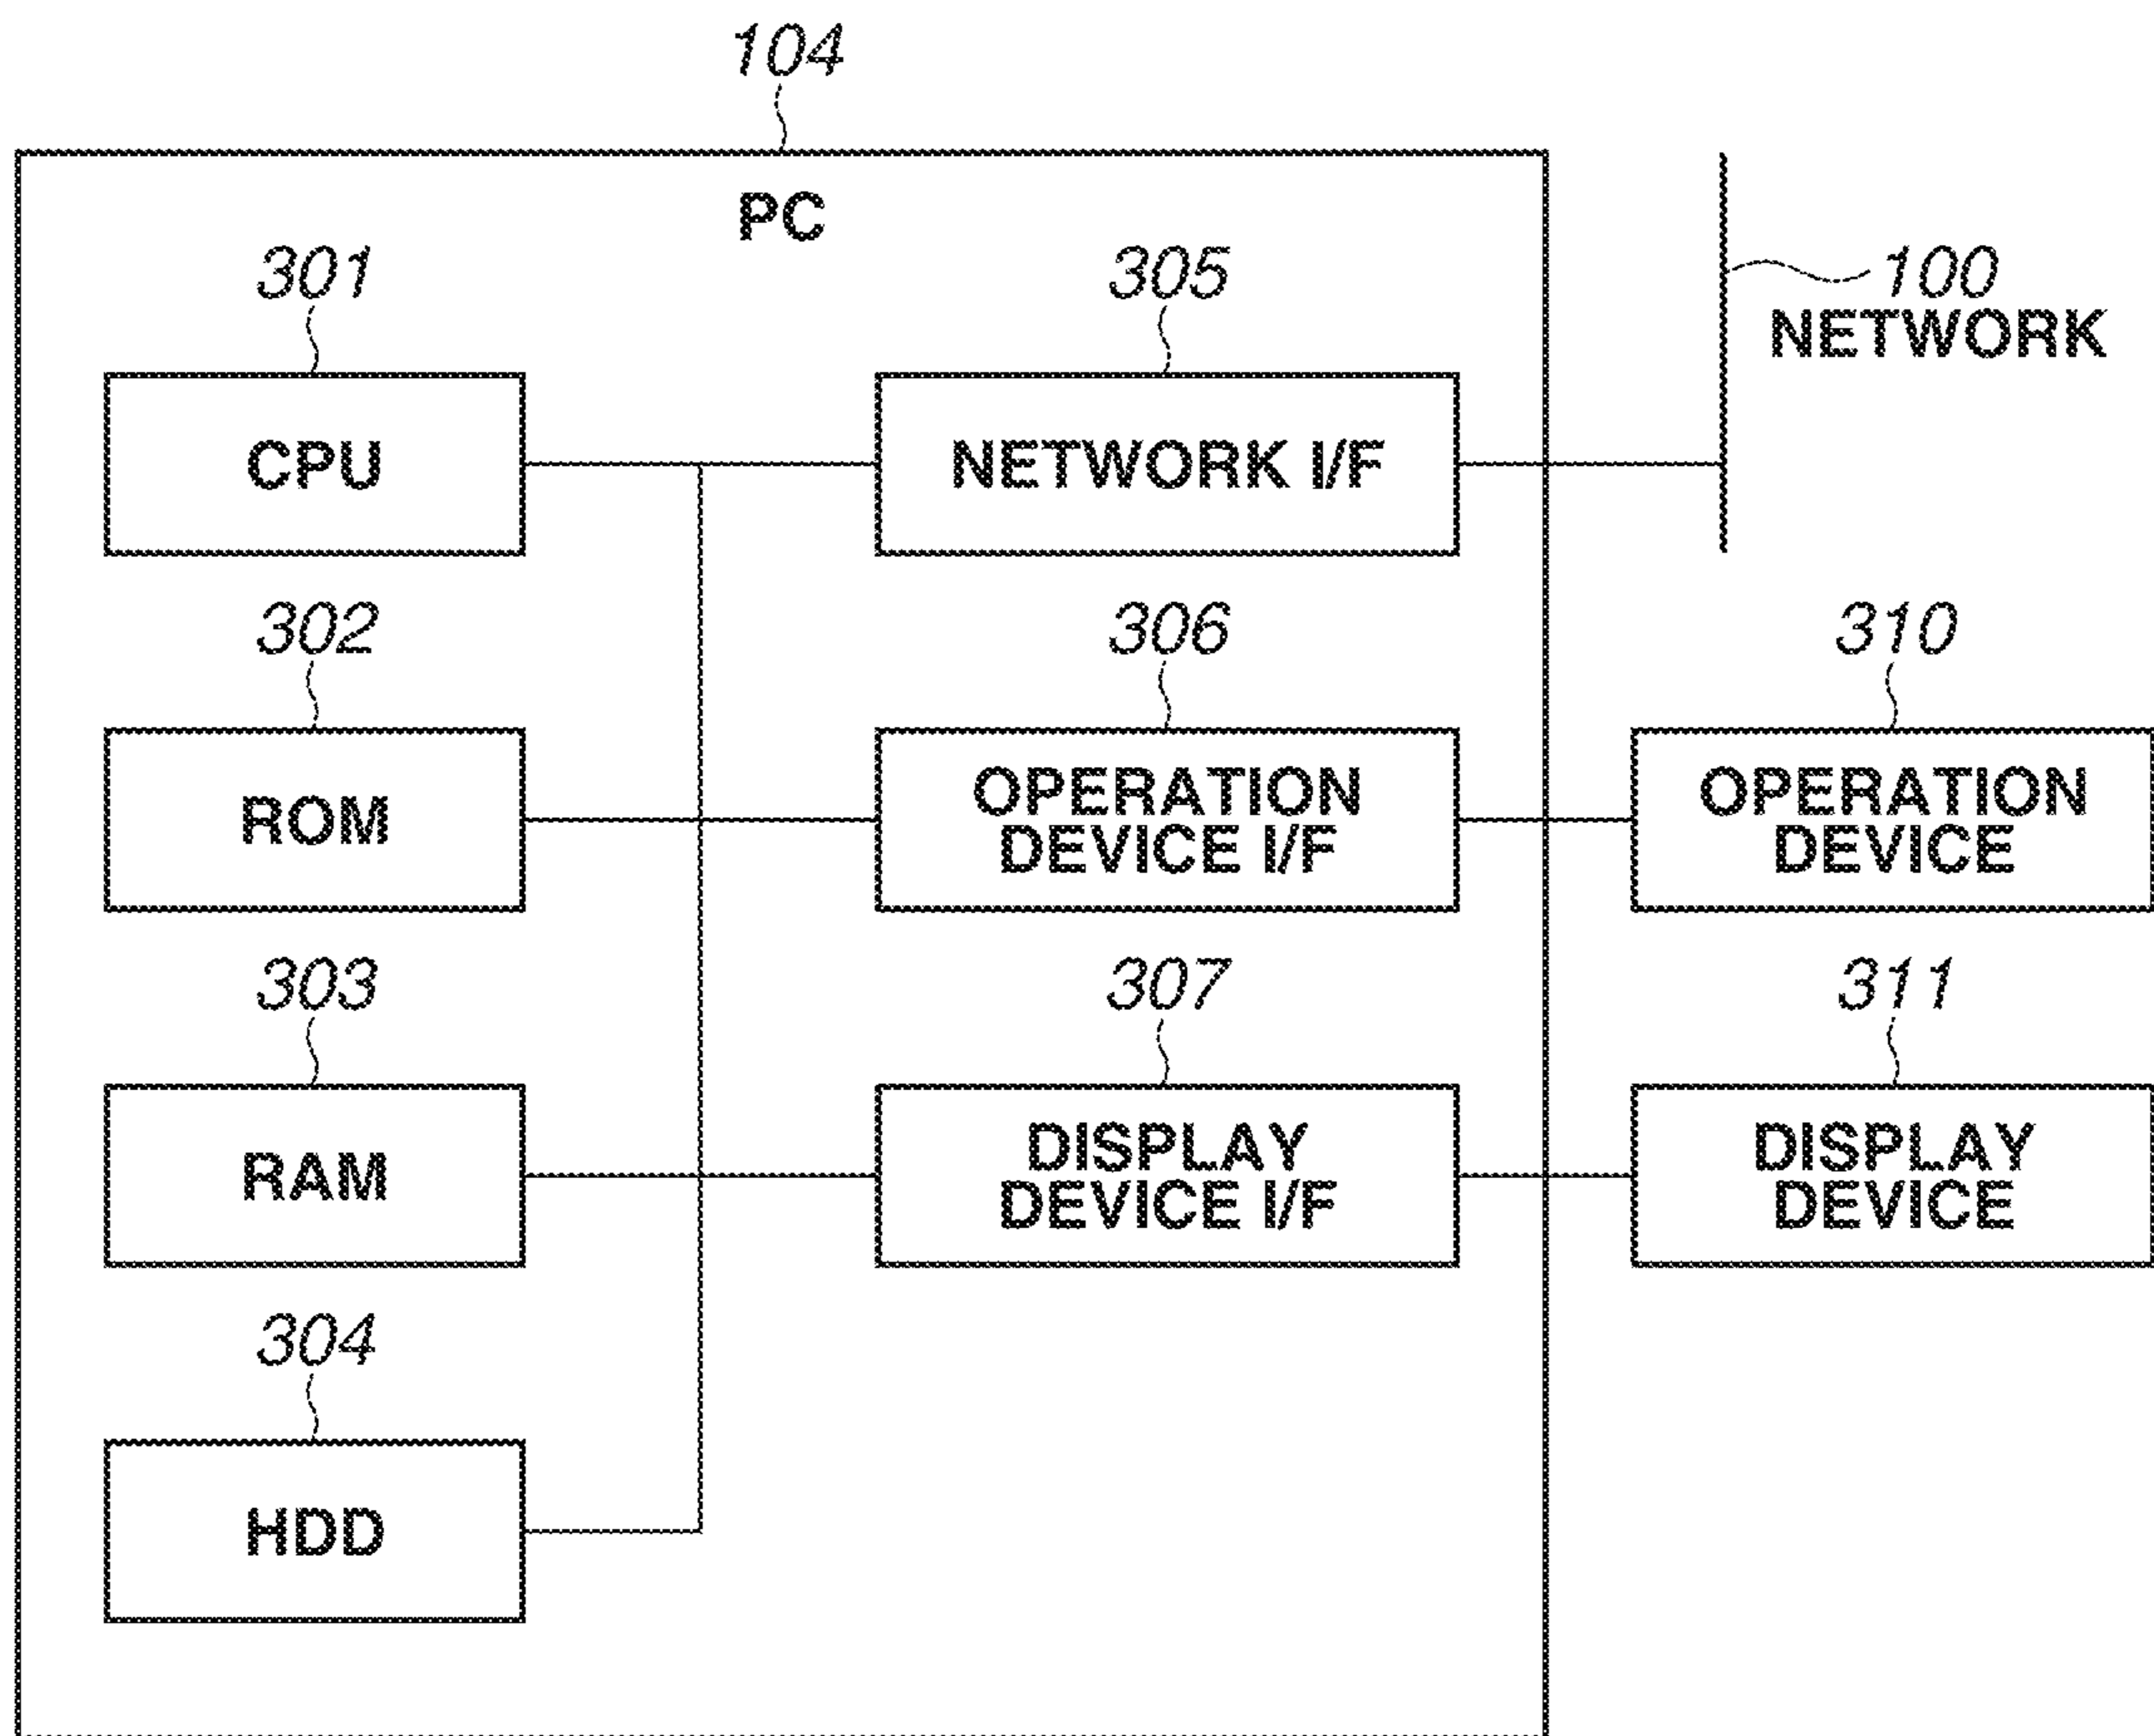 104
PC
301
305
100
NETWORK
CPU
NETWORK I/F
302
306
310
ROM
OPERATION
DEVICE I/F
OPERATION
DEVICE
303
307
311
RAM
DISPLAY
DEVICE I/F
DISPLAY
DEVICE
304
HDD